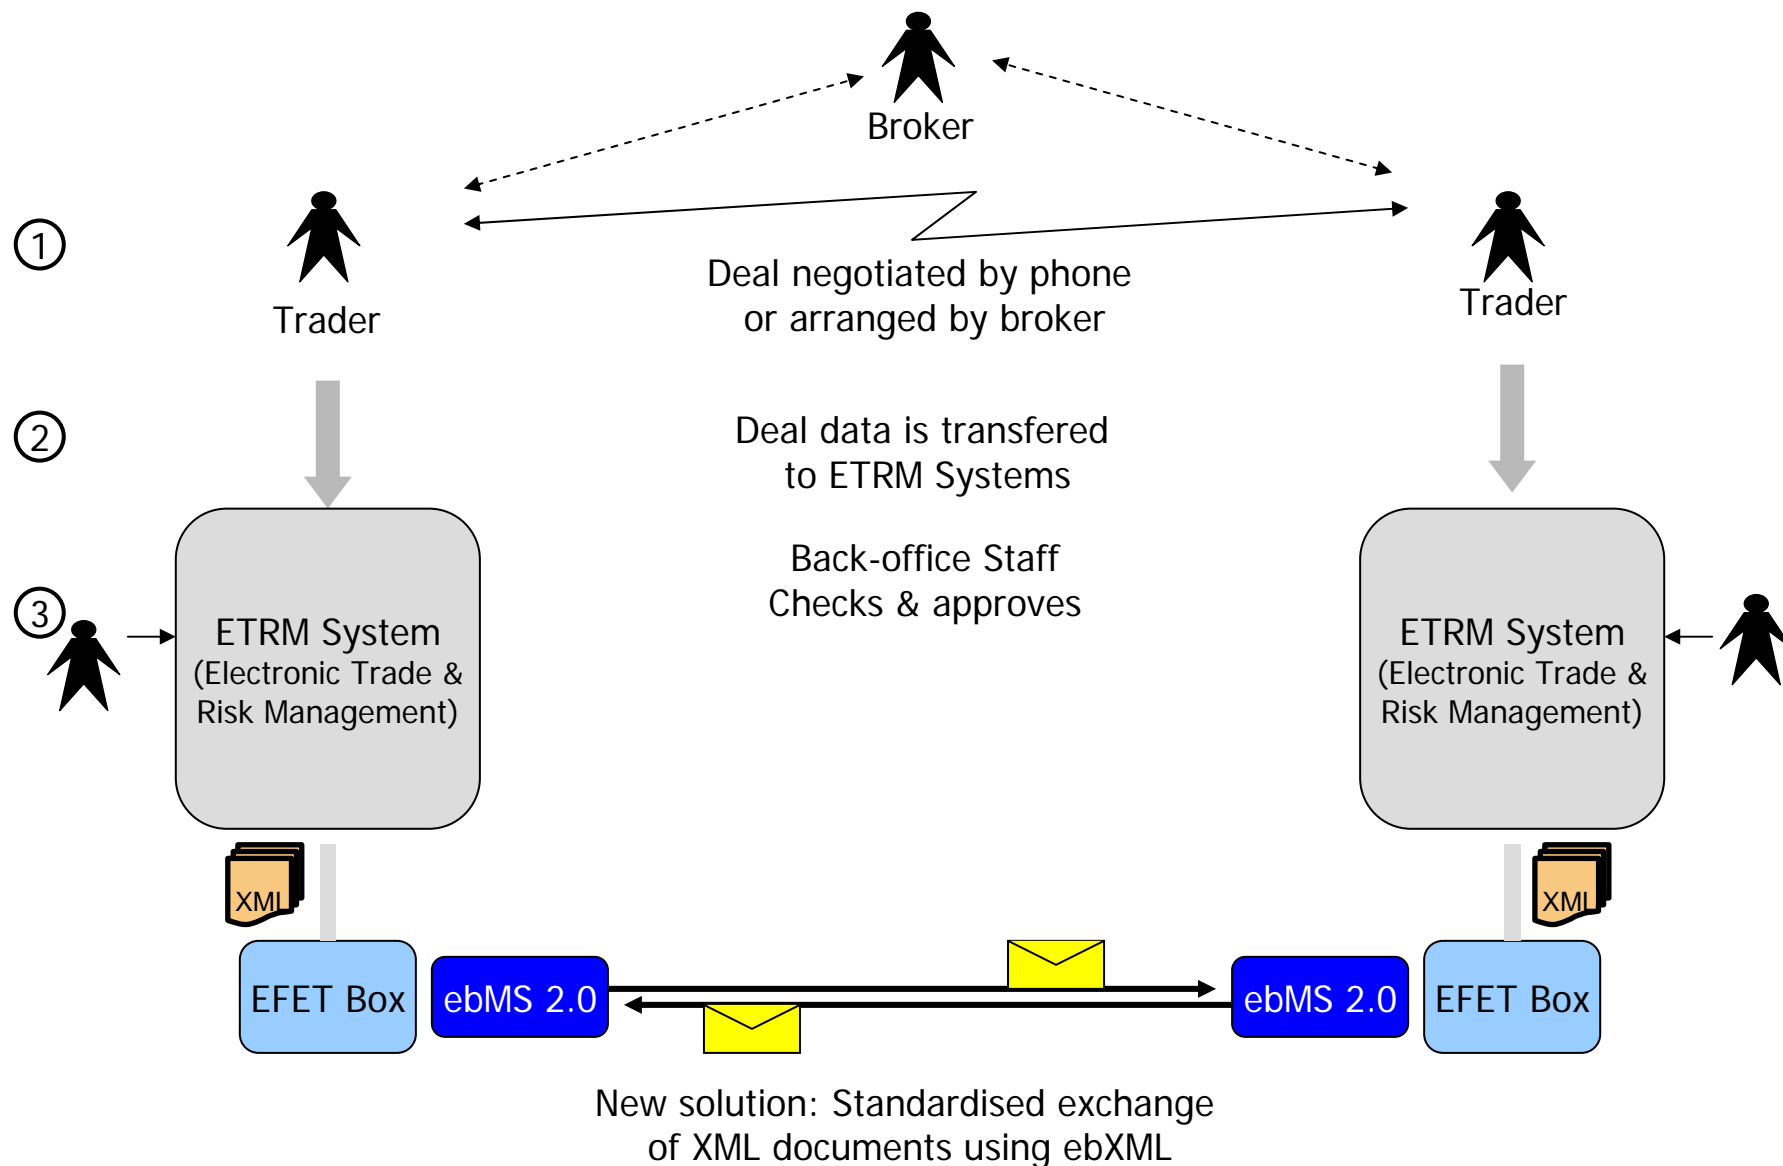 Broker
1
Trader
Deal negotiated by phone
or arranged by broker
Trader
2
Deal data is transfered
to ETRM Systems
3
Back-office Staff
Checks & approves
ETRM System
(Electronic Trade &
Risk Management)
ETRM System
(Electronic Trade &
Risk Management)
XML
XML
EFET Box
ebMS 2.0
ebMS 2.0
EFET Box
New solution: Standardised exchange
of XML documents using ebXML